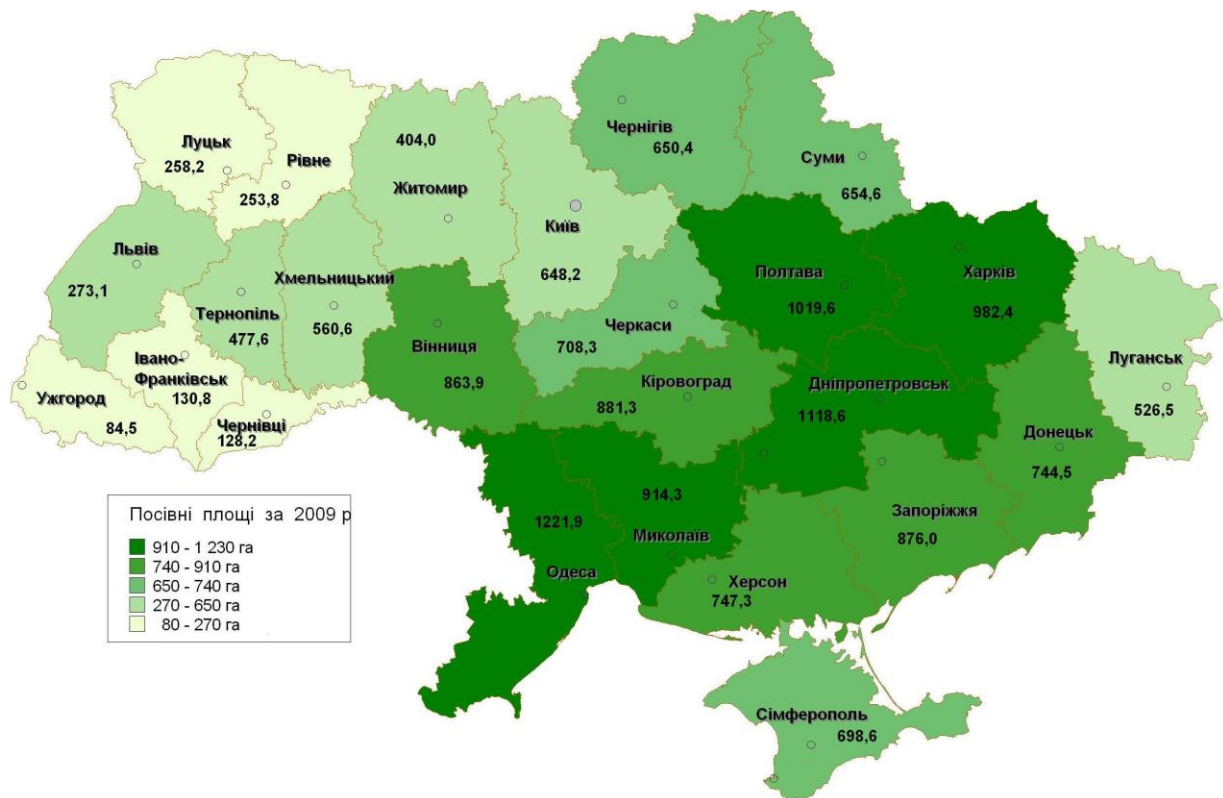 Чернігів
650,4
Суми
654,6
Луцьк
258,2
Рівне
253,8
404,0
Житомир
Київ
648,2
Львів
273,1
Хмельницький
560,6
Тернопіль
477,6
Полтава
1019,6
Харків
982,4
Черкаси
708,3
Вінниця
863,9
Івано-
Франківськ
130,8
Ужгород
84,5
Чернівці
128,2
Кіровоград
881,3
Дніпропетровськ
1118,6
Луганськ
526,5
Донецьк
744,5
914,3
Миколаїв
1221,9
Одеса
Запоріжжя
876,0
Херсон
747,3
Сімферополь
698,6
Посівні площі за 2009 р
910 - 1 230 га
740 - 910 га
650 - 740 га
270 - 650 га
80 - 270 га